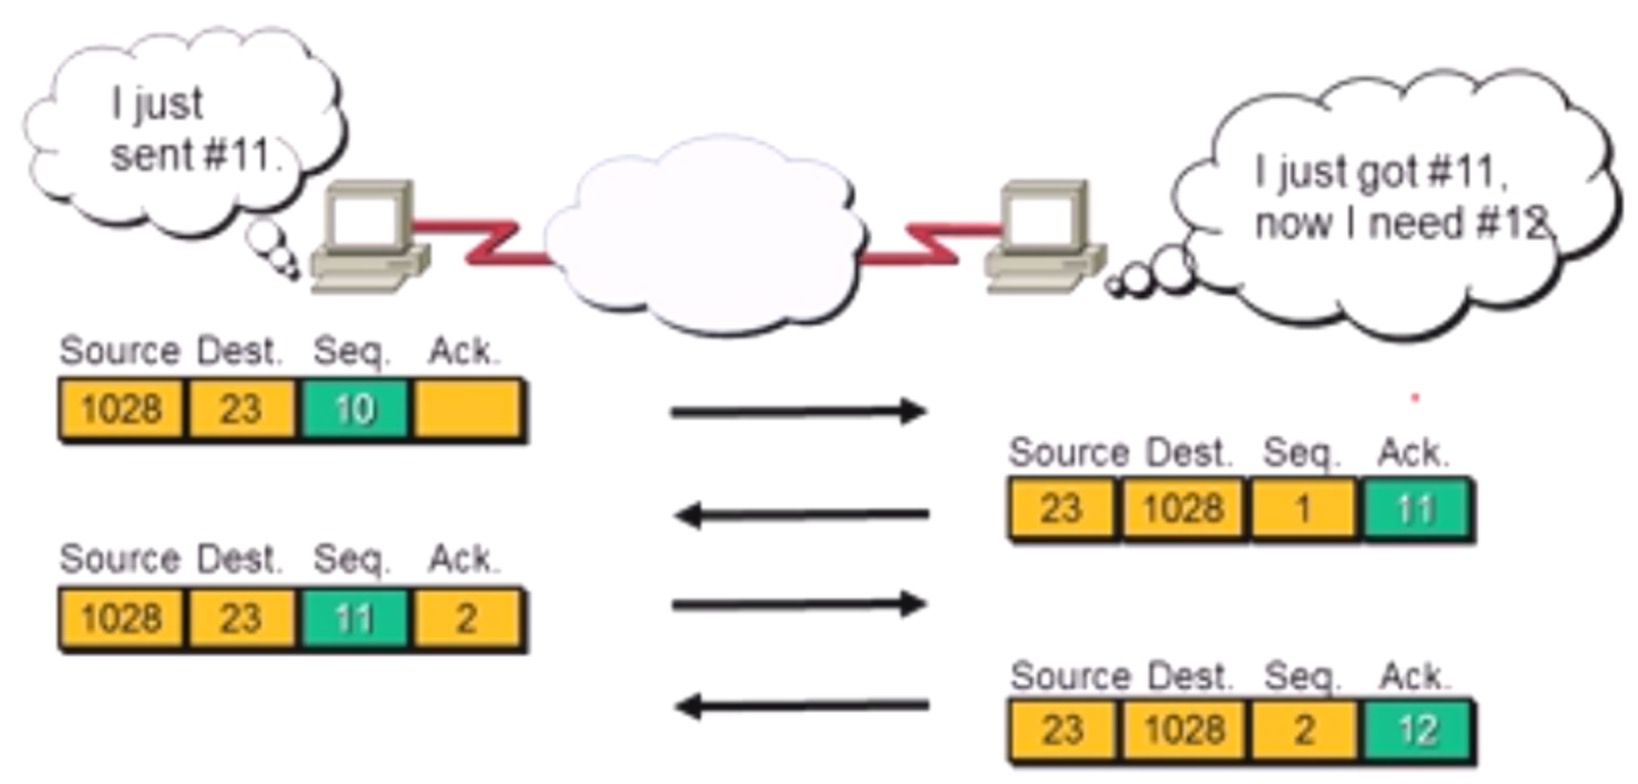 I just
sent #11.
I just got #11,
now I need #12.
Source Dest. Seq. Ack.
1028 23 10
Source Dest. Seq. Ack.
23 1028 1 11
Source Dest. Seq. Ack.
1028 23 11 2
Source Dest. Seq. Ack.
23 1028 2 12